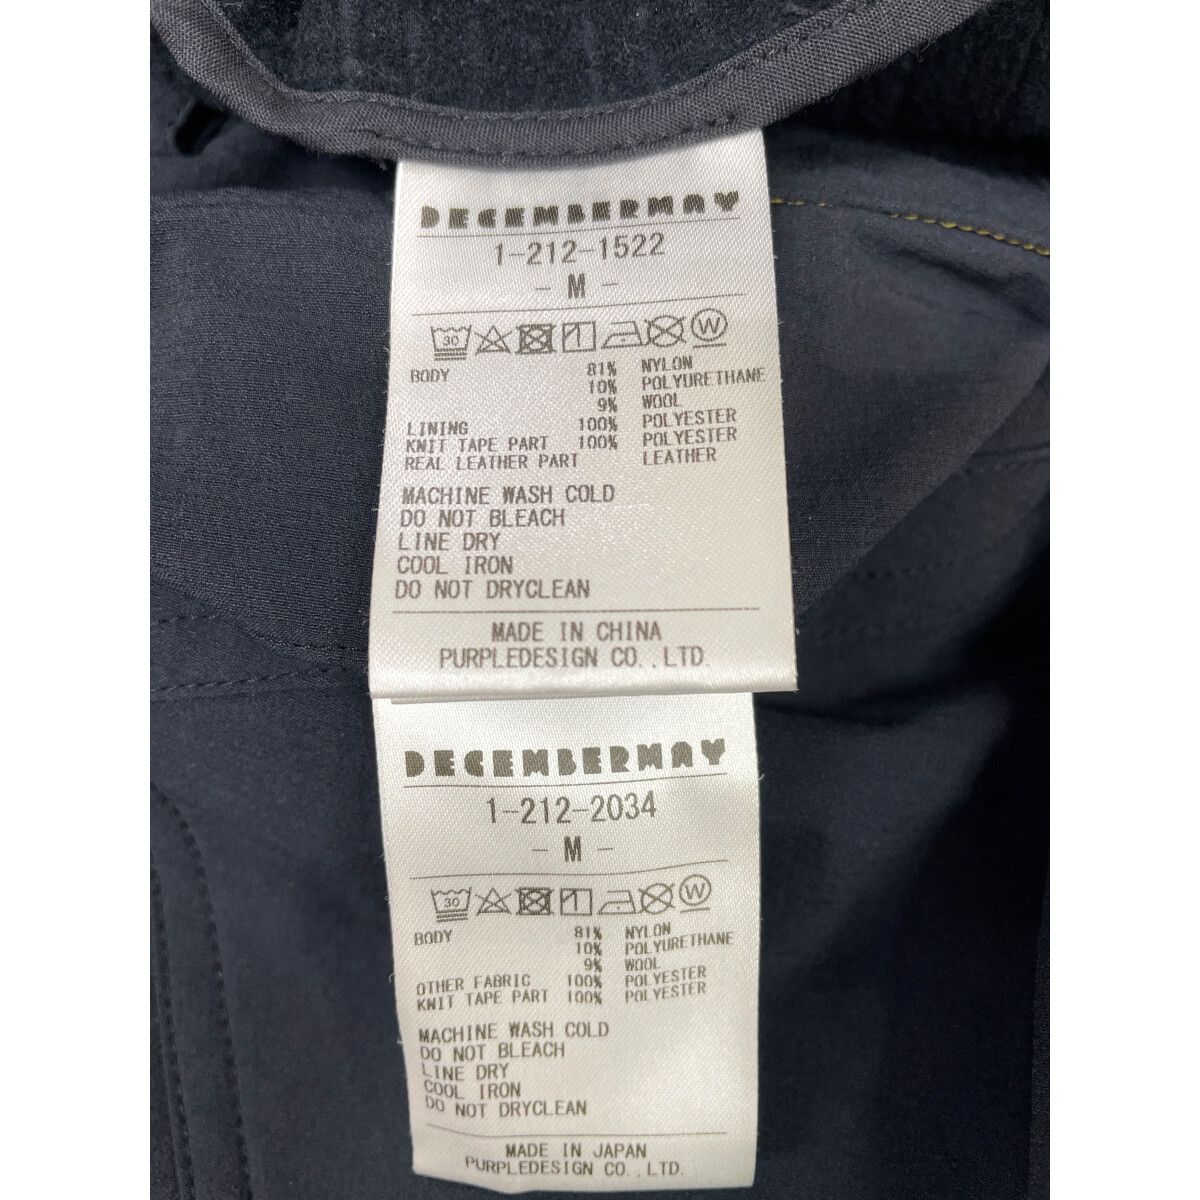 DECEMBERMAY
1-212-1522
- M -
30 W
BODY 81% NYLON
10% POLYURETHANE
9% WOOL
LINING 100% POLYESTER
KNIT TAPE PART 100% POLYESTER
REAL LEATHER PART LEATHER
MACHINE WASH COLD
DO NOT BLEACH
LINE DRY
COOL IRON
DO NOT DRYCLEAN
MADE IN CHINA
PURPLEDESIGN CO.,LTD.
DECEMBERMAY
1-212-2034
- M -
30 W
BODY 81% NYLON
10% POLYURETHANE
9% WOOL
OTHER FABRIC 100% POLYESTER
KNIT TAPE PART 100% POLYESTER
MACHINE WASH COLD
DO NOT BLEACH
LINE DRY
COOL IRON
DO NOT DRYCLEAN
MADE IN JAPAN
PURPLEDESIGN CO.,LTD.